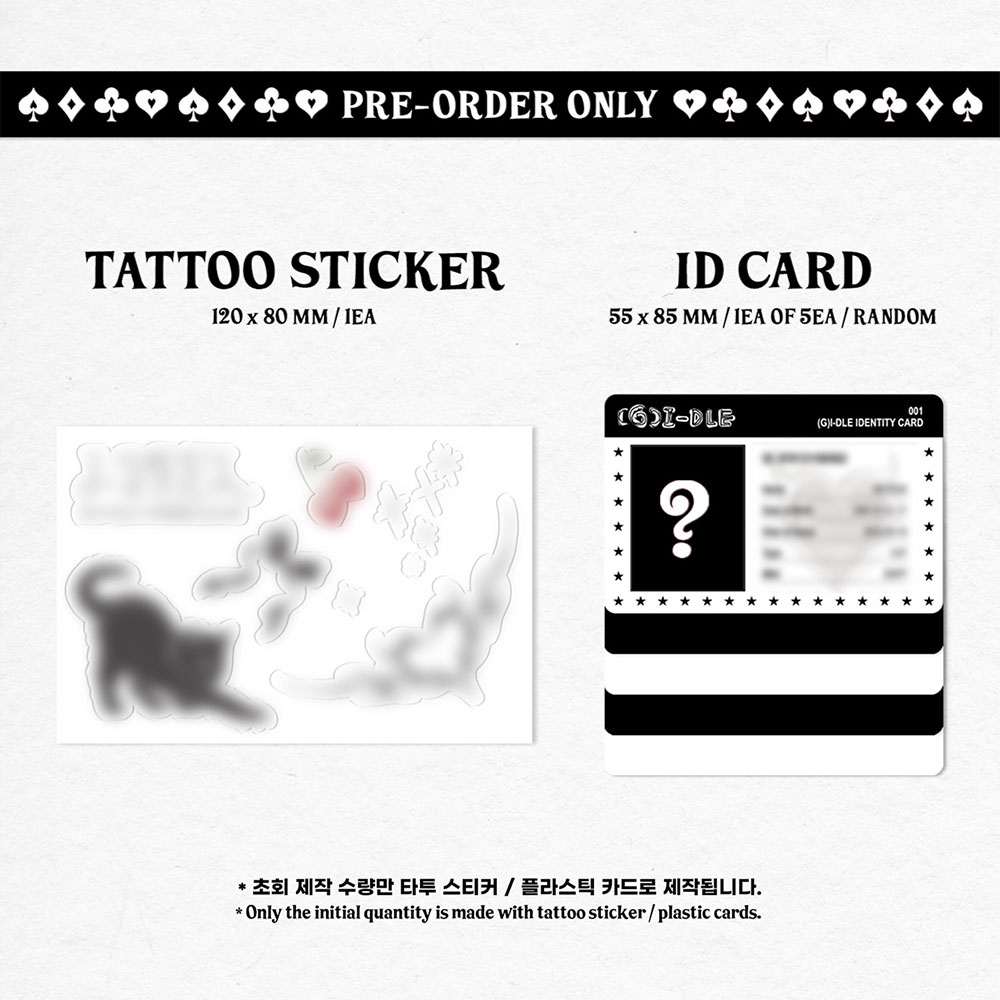 PRE-ORDER ONLY
TATTOO STICKER
120 x 80 MM / 1EA
ID CARD
55 x 85 MM / 1EA OF 5EA / RANDOM
(G)I-DLE
001
(G)I-DLE IDENTITY CARD
?
* 초회 제작 수량만 타투 스티커 / 플라스틱 카드로 제작됩니다.
* Only the initial quantity is made with tattoo sticker / plastic cards.